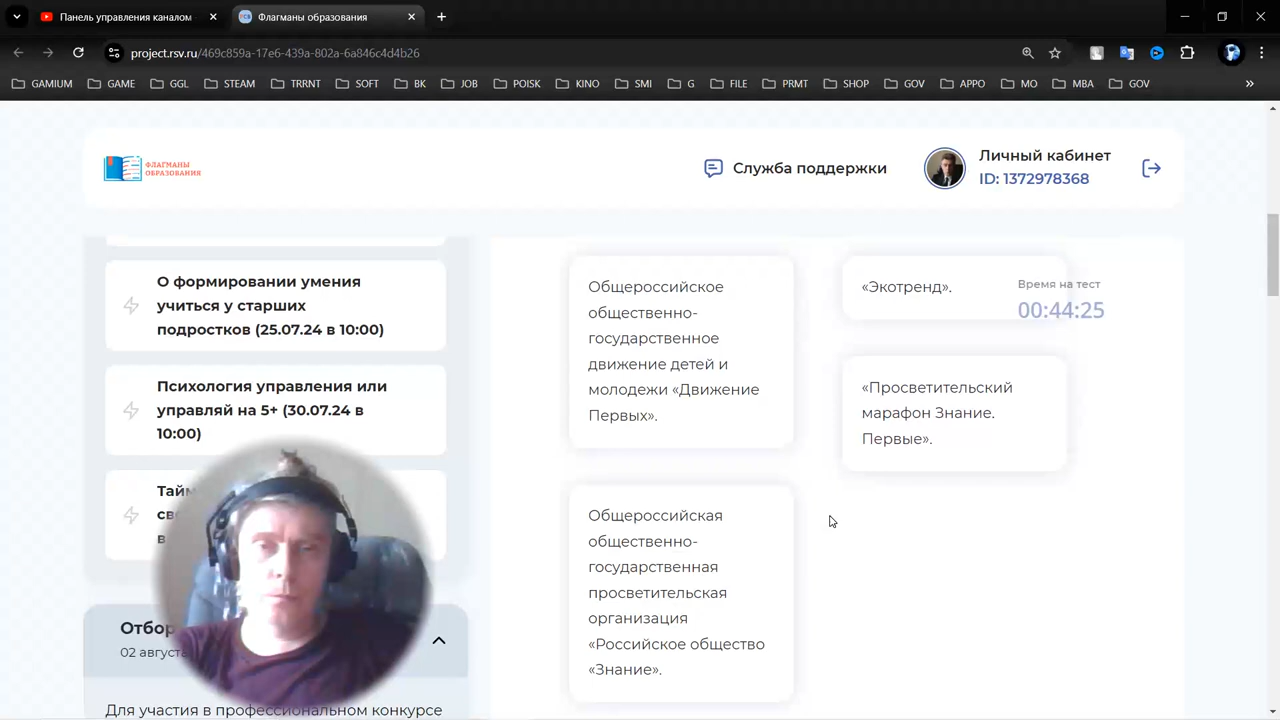 Панель управления каналом
Флагманы образования
project.rsv.ru/469c859a-17e6-439a-802a-6a846c4d4b26
GAMIUM GAME GGL STEAM TRRNT SOFT BK JOB POISK KINO SMI G FILE PRMT SHOP GOV APPO MO MBA GOV »
ФЛАГМАНЫ
ОБРАЗОВАНИЯ
Служба поддержки
Личный кабинет
ID: 1372978368
О формировании умения
учиться у старших
подростков (25.07.24 в 10:00)
Психология управления или
управляй на 5+ (30.07.24 в
10:00)
Отбор
02 августа
Для участия в профессиональном конкурсе
Общероссийское
общественно-
государственное
движение детей и
молодежи «Движение
Первых».
Общероссийская
общественно-
государственная
просветительская
организация
«Российское общество
«Знание».
«Экотренд».
Время на тест
00:44:25
«Просветительский
марафон Знание.
Первые».